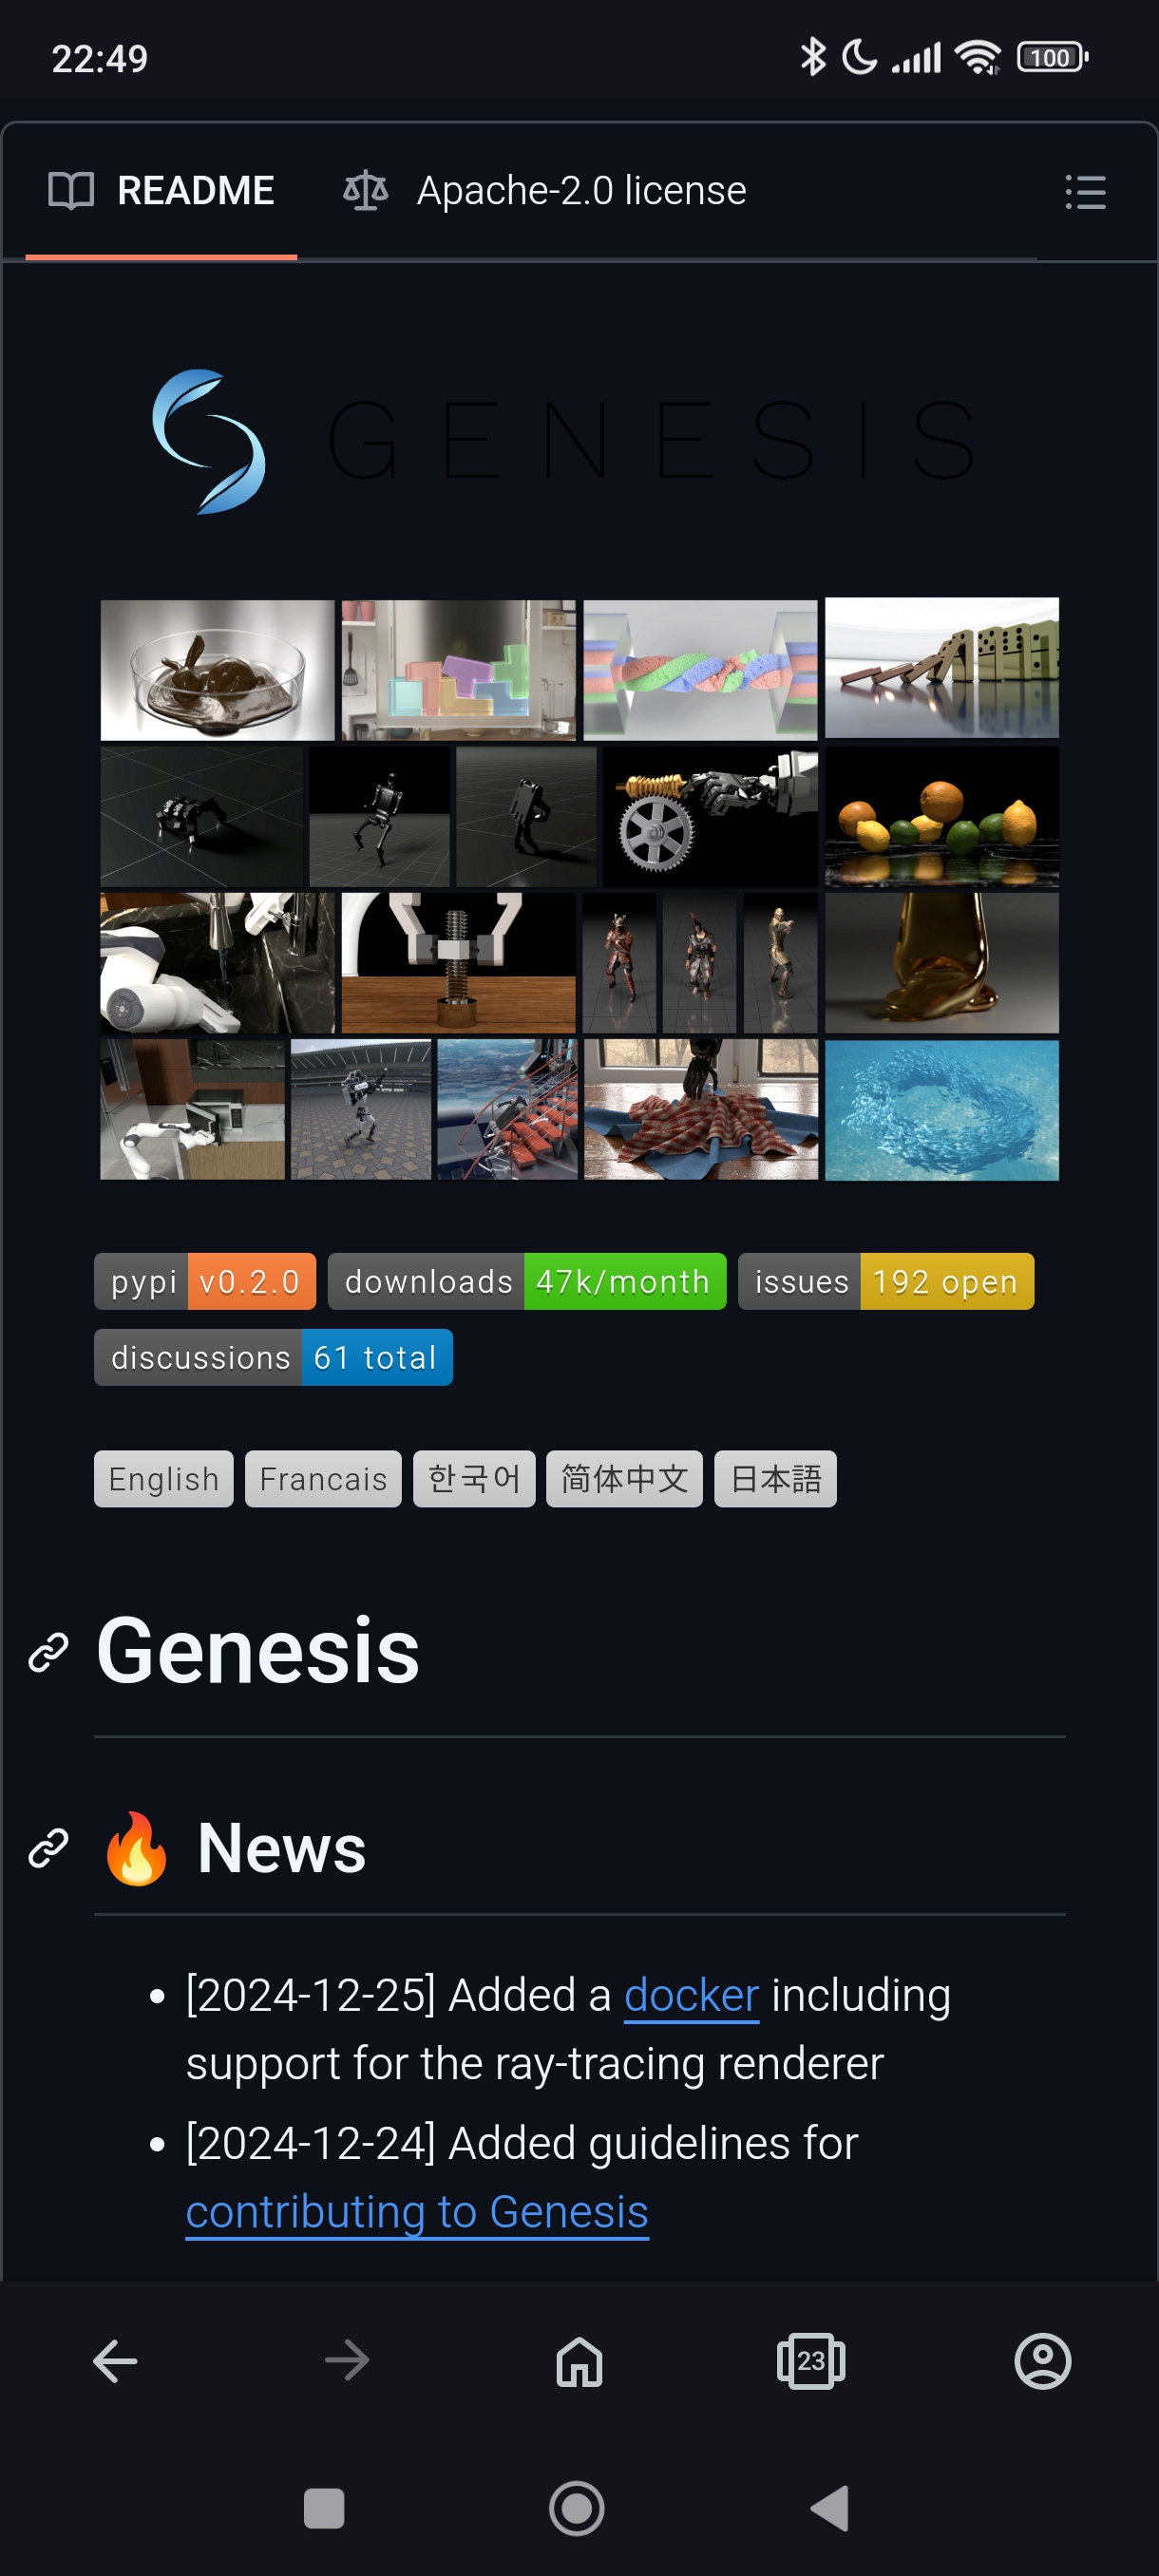 22:49
100
README
Apache-2.0 license
GENESIS
pypi v0.2.0
downloads 47k/month
issues 192 open
discussions 61 total
English
Francais
한국어
简体中文
日本語
Genesis
🔥 News
• [2024-12-25] Added a docker including
support for the ray-tracing renderer
• [2024-12-24] Added guidelines for
contributing to Genesis
23